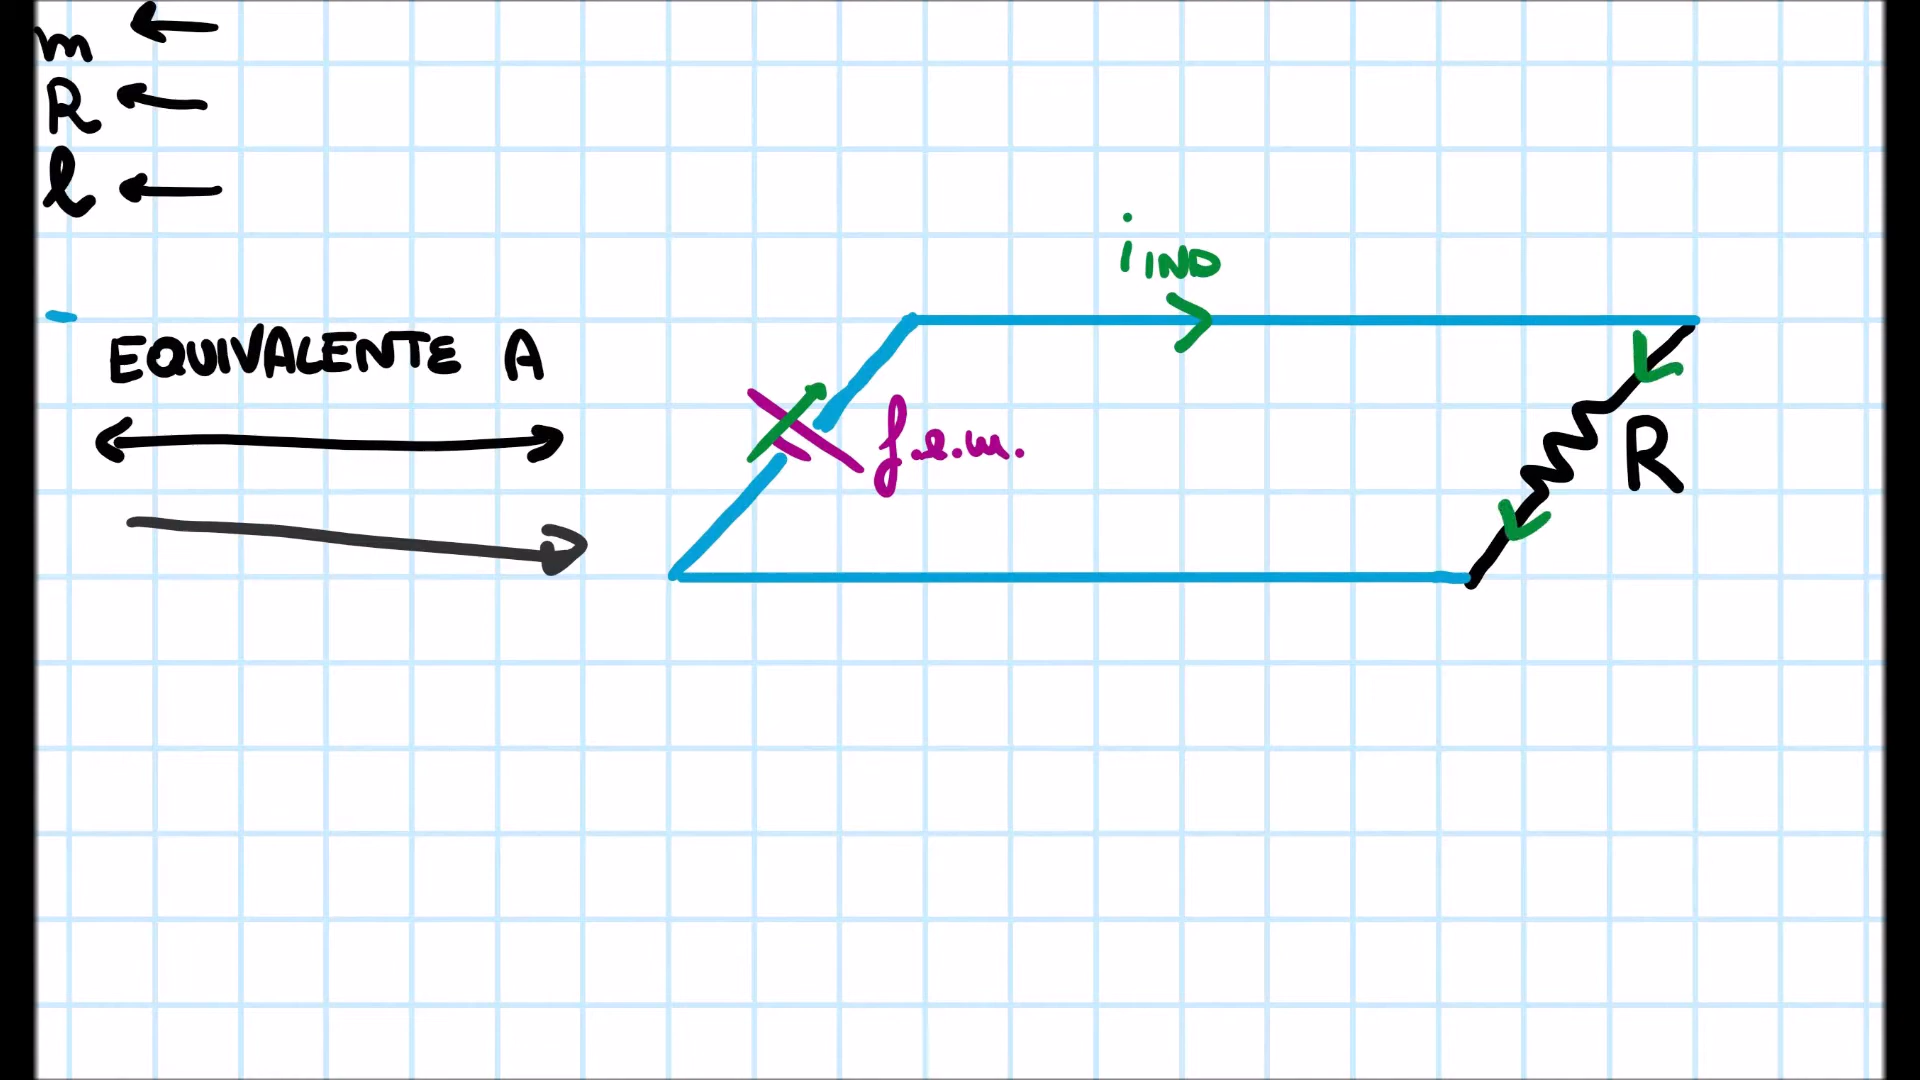 m ←
R ←
l ←
i IND
EQUIVALENTE A
f.e.m.
R